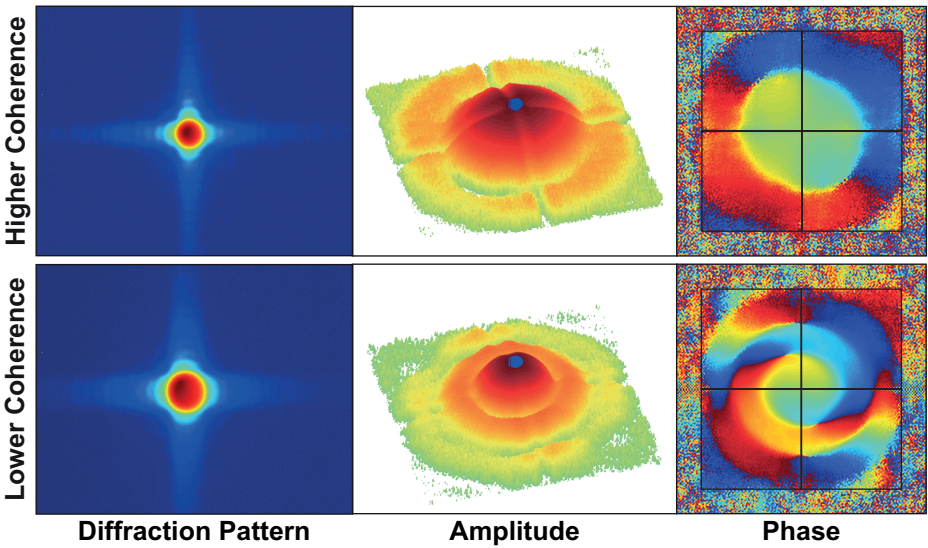 Higher Coherence
Lower Coherence
Diffraction Pattern
Amplitude
Phase